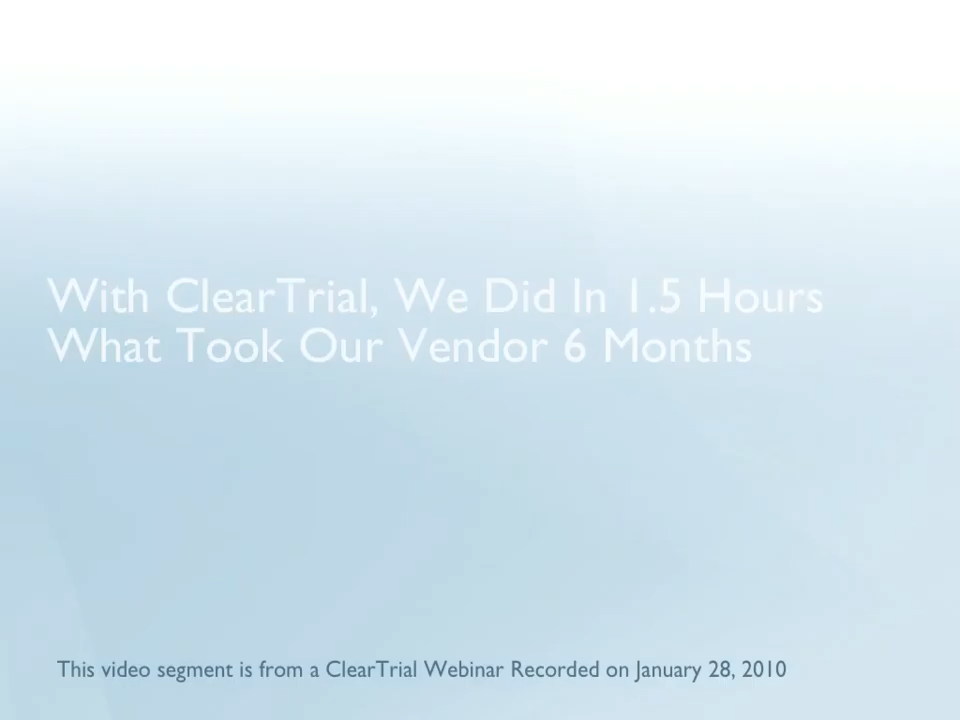 With ClearTrial, We Did In 1.5 Hours
What Took Our Vendor 6 Months
This video segment is from a ClearTrial Webinar Recorded on January 28, 2010